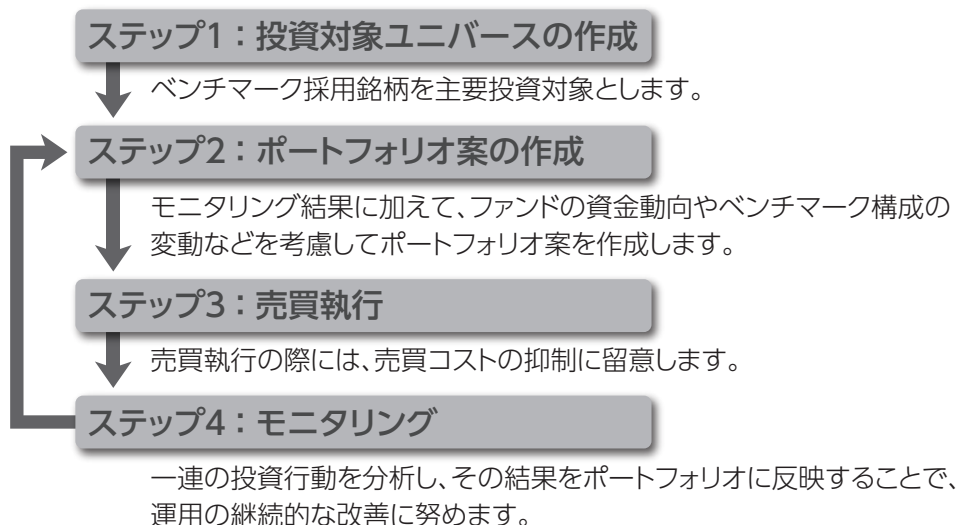 ステップ1：投資対象ユニバースの作成
ベンチマーク採用銘柄を主要投資対象とします。
ステップ2：ポートフォリオ案の作成
モニタリング結果に加えて、ファンドの資金動向やベンチマーク構成の
変動などを考慮してポートフォリオ案を作成します。
ステップ3：売買執行
売買執行の際には、売買コストの抑制に留意します。
ステップ4：モニタリング
一連の投資行動を分析し、その結果をポートフォリオに反映することで、
運用の継続的な改善に努めます。